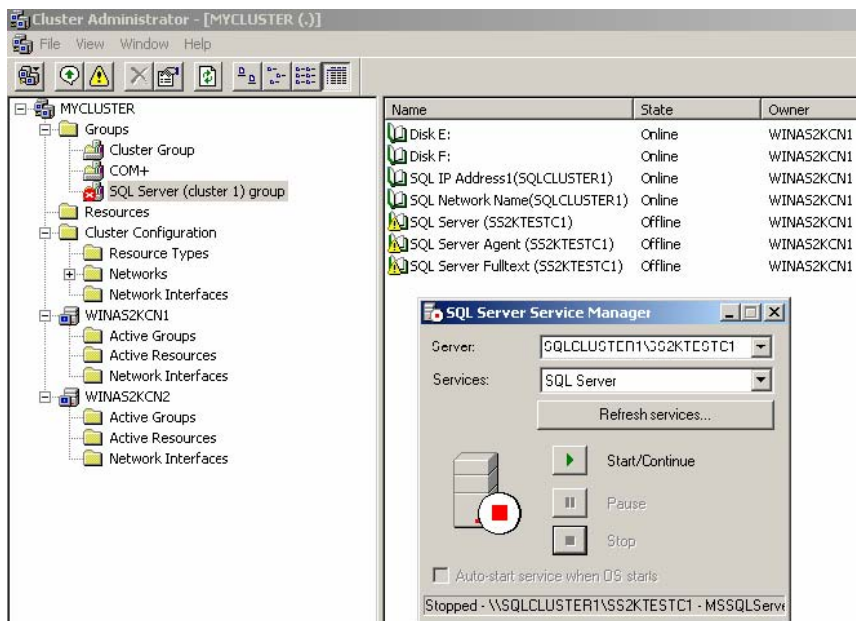 Cluster Administrator - [MYCLUSTER (.)]
File View Window Help
MYCLUSTER
Groups
Cluster Group
COM+
SQL Server (cluster 1) group
Resources
Cluster Configuration
Resource Types
Networks
Network Interfaces
WINAS2KCN1
Active Groups
Active Resources
Network Interfaces
WINAS2KCN2
Active Groups
Active Resources
Network Interfaces
Name State Owner
Disk E: Online WINAS2KCN1
Disk F: Online WINAS2KCN1
SQL IP Address1(SQLCLUSTER1) Online WINAS2KCN1
SQL Network Name(SQLCLUSTER1) Online WINAS2KCN1
SQL Server (SS2KTESTC1) Offline WINAS2KCN1
SQL Server Agent (SS2KTESTC1) Offline WINAS2KCN1
SQL Server Fulltext (SS2KTESTC1) Offline WINAS2KCN1
SQL Server Service Manager
Server: SQLCLUSTER1\SS2KTESTC1
Services: SQL Server
Refresh services...
Start/Continue
Pause
Stop
Auto-start service when OS starts
Stopped - \\SQLCLUSTER1\SS2KTESTC1 - MSSQLServe